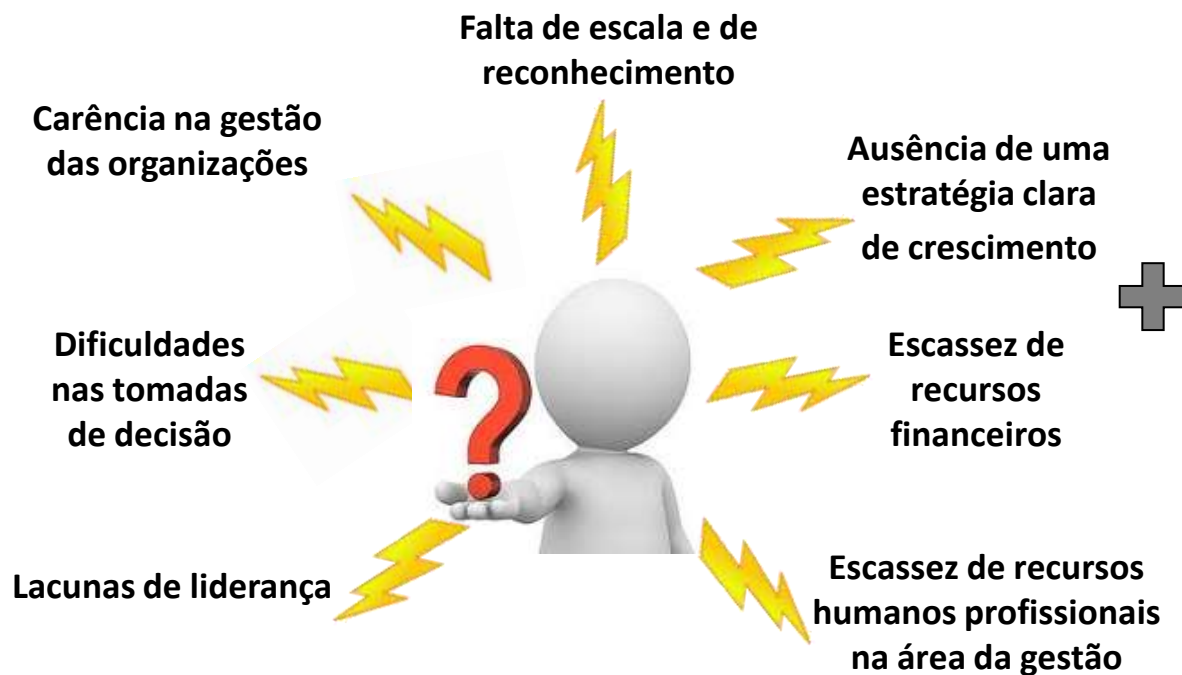 Falta de escala e de
reconhecimento
Carência na gestão
das organizações
Ausência de uma
estratégia clara
de crescimento
Dificuldades
nas tomadas
de decisão
Escassez de
recursos
financeiros
Lacunas de liderança
Escassez de recursos
humanos profissionais
na área da gestão